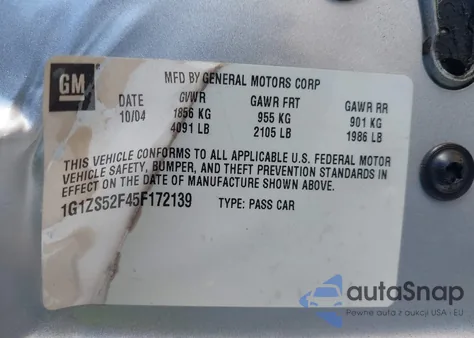 GM
MFD BY GENERAL MOTORS CORP
DATE GVWR GAWR FRT GAWR RR
10/04 1856 KG 955 KG 901 KG
4091 LB 2105 LB 1986 LB
THIS VEHICLE CONFORMS TO ALL APPLICABLE U.S. FEDERAL MOTOR
VEHICLE SAFETY, BUMPER, AND THEFT PREVENTION STANDARDS IN
EFFECT ON THE DATE OF MANUFACTURE SHOWN ABOVE.
1G1ZS52F45F172139 TYPE: PASS CAR
autoSnap
Pewne auta z aukcji USA i EU